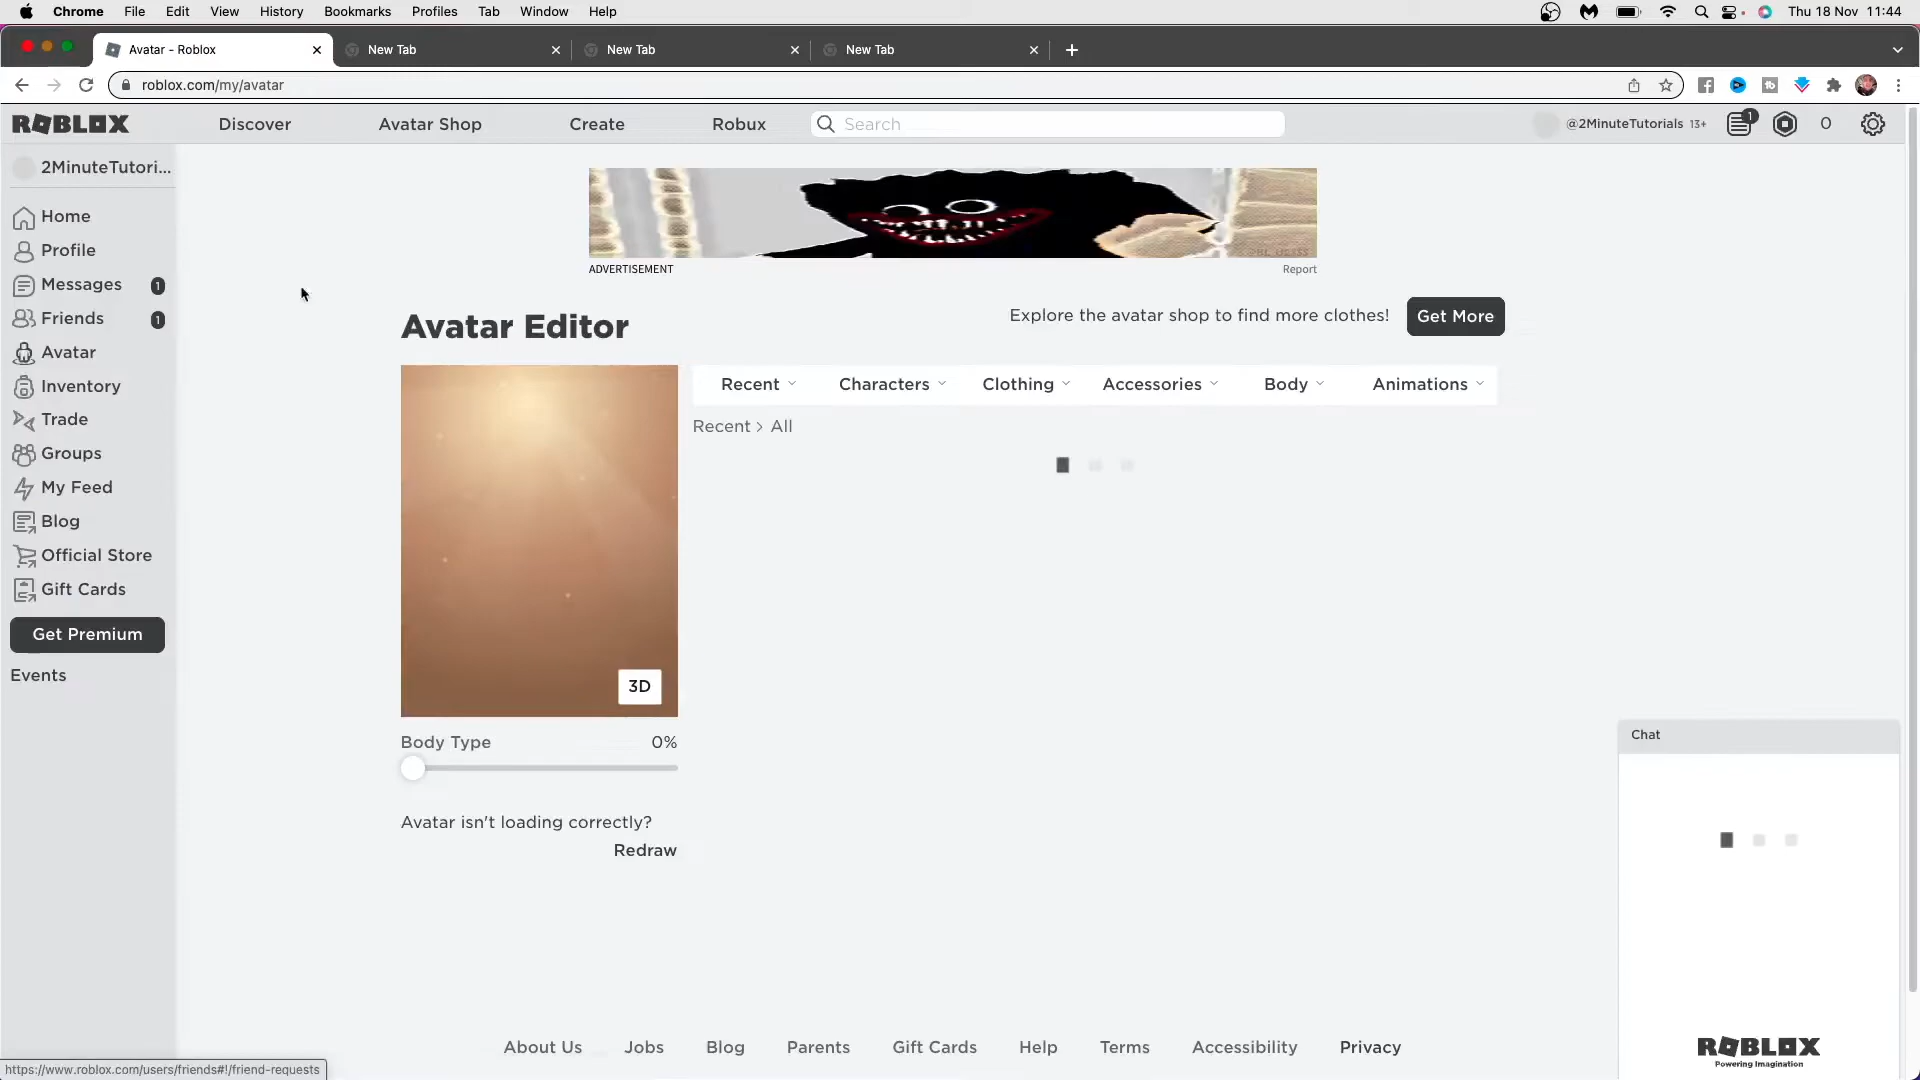 Chrome File Edit View History Bookmarks Profiles Tab Window Help Thu 18 Nov 11:44
Avatar - Roblox New Tab New Tab New Tab
roblox.com/my/avatar
ROBLOX Discover Avatar Shop Create Robux Search @2MinuteTutorials 13+ 1 0
2MinuteTutori...
Home
Profile
Messages 1
Friends 1
Avatar
Inventory
Trade
Groups
My Feed
Blog
Official Store
Gift Cards
Get Premium
Events
ADVERTISEMENT Report
Avatar Editor
Explore the avatar shop to find more clothes! Get More
Recent Characters Clothing Accessories Body Animations
Recent > All
3D
Body Type 0%
Avatar isn't loading correctly?
Redraw
Chat
ROBLOX
Powering Imagination
About Us Jobs Blog Parents Gift Cards Help Terms Accessibility Privacy
https://www.roblox.com/users/friends#!/friend-requests